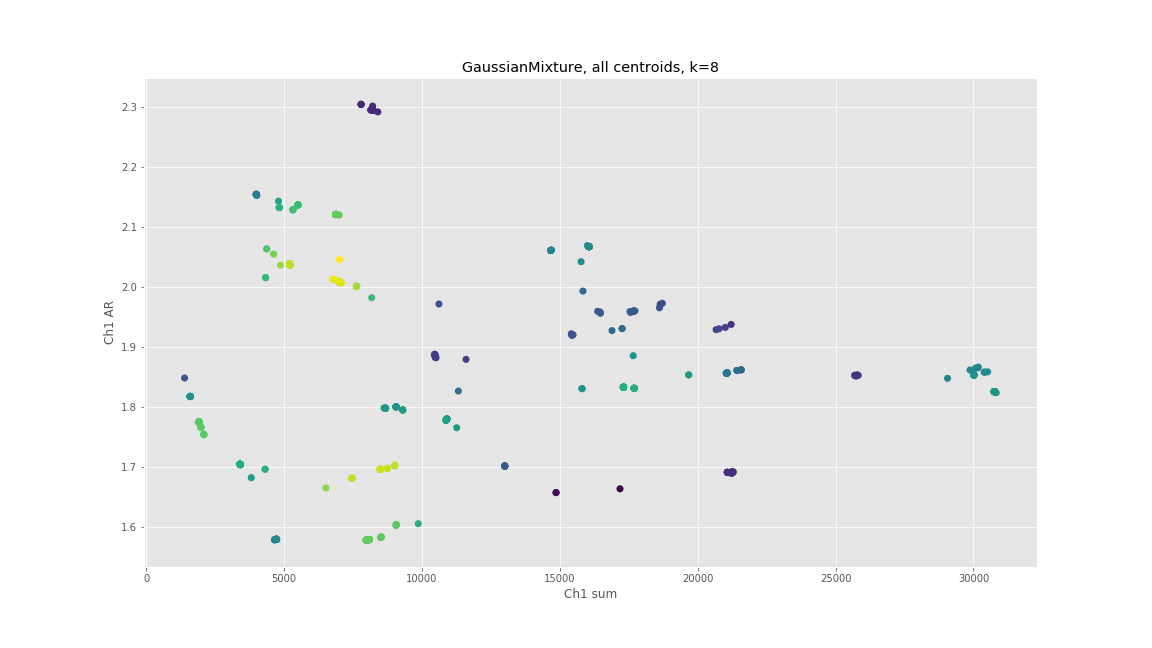 GaussianMixture, all centroids, k=8
2.3
2.2
2.1
2.0
1.9
1.8
1.7
1.6
Ch1 AR
0 5000 10000 15000 20000 25000 30000
Ch1 sum